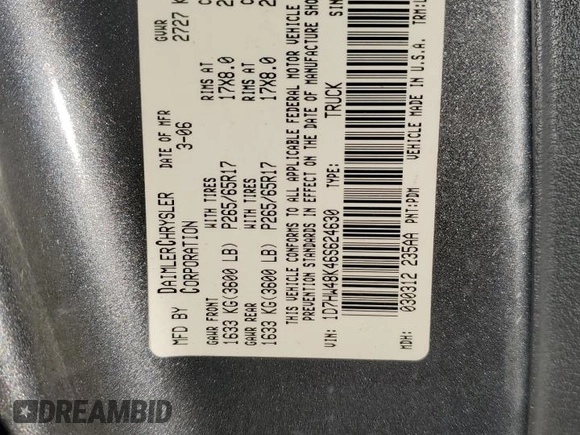 MFD BY DAIMLERCHRYSLER CORPORATION
DATE OF MFR 3-06
GVWR 2727 K
GAWR FRONT WITH TIRES RIMS AT
1633 KG(3600 LB) P265/65R17 17X8.0
GAWR REAR WITH TIRES RIMS AT
1633 KG(3600 LB) P265/65R17 17X8.0
THIS VEHICLE CONFORMS TO ALL APPLICABLE FEDERAL MOTOR VEHICLE
PREVENTION STANDARDS IN EFFECT ON THE DATE OF MANUFACTURE SHO
VIN: 1D7HW48K46S624630 TYPE: TRUCK SIN
MDH: 030312 235AA PNT:PDM VEHICLE MADE IN U.S.A. TRM:L
DREAMBID